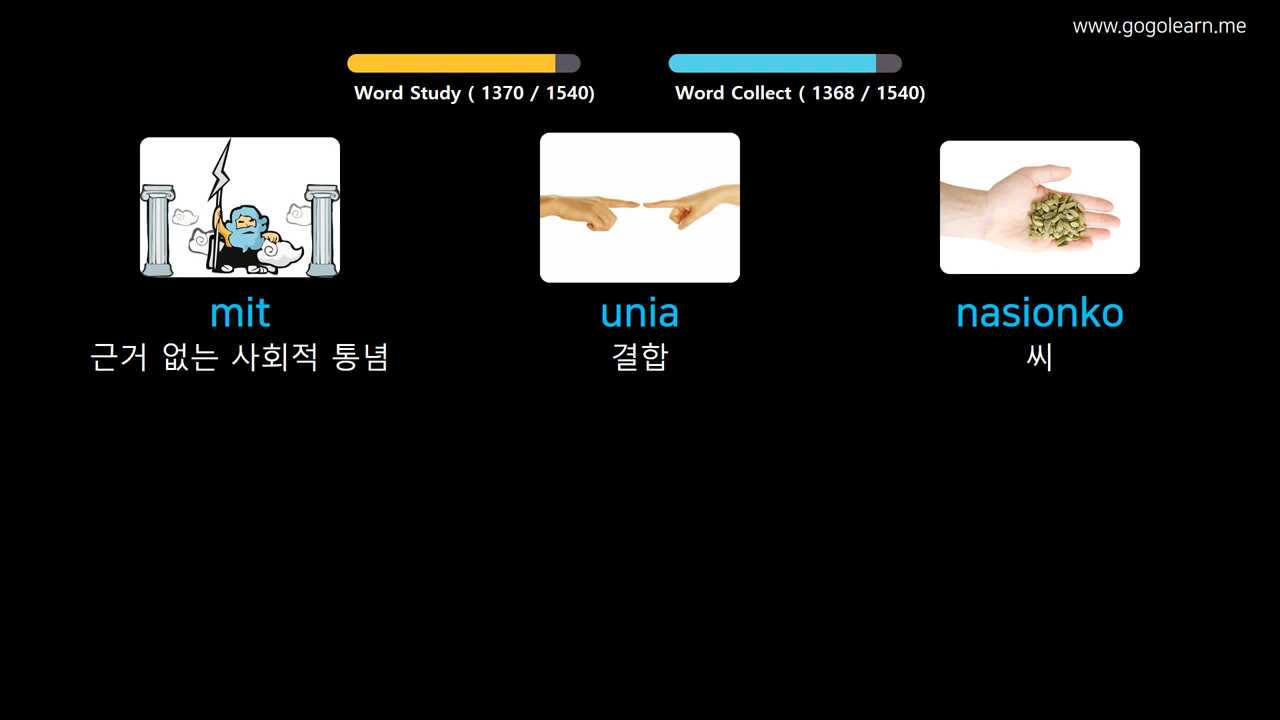 www.gogolearn.me
Word Study ( 1370 / 1540)
Word Collect ( 1368 / 1540)
mit
unia
nasionko
근거 없는 사회적 통념
결합
씨